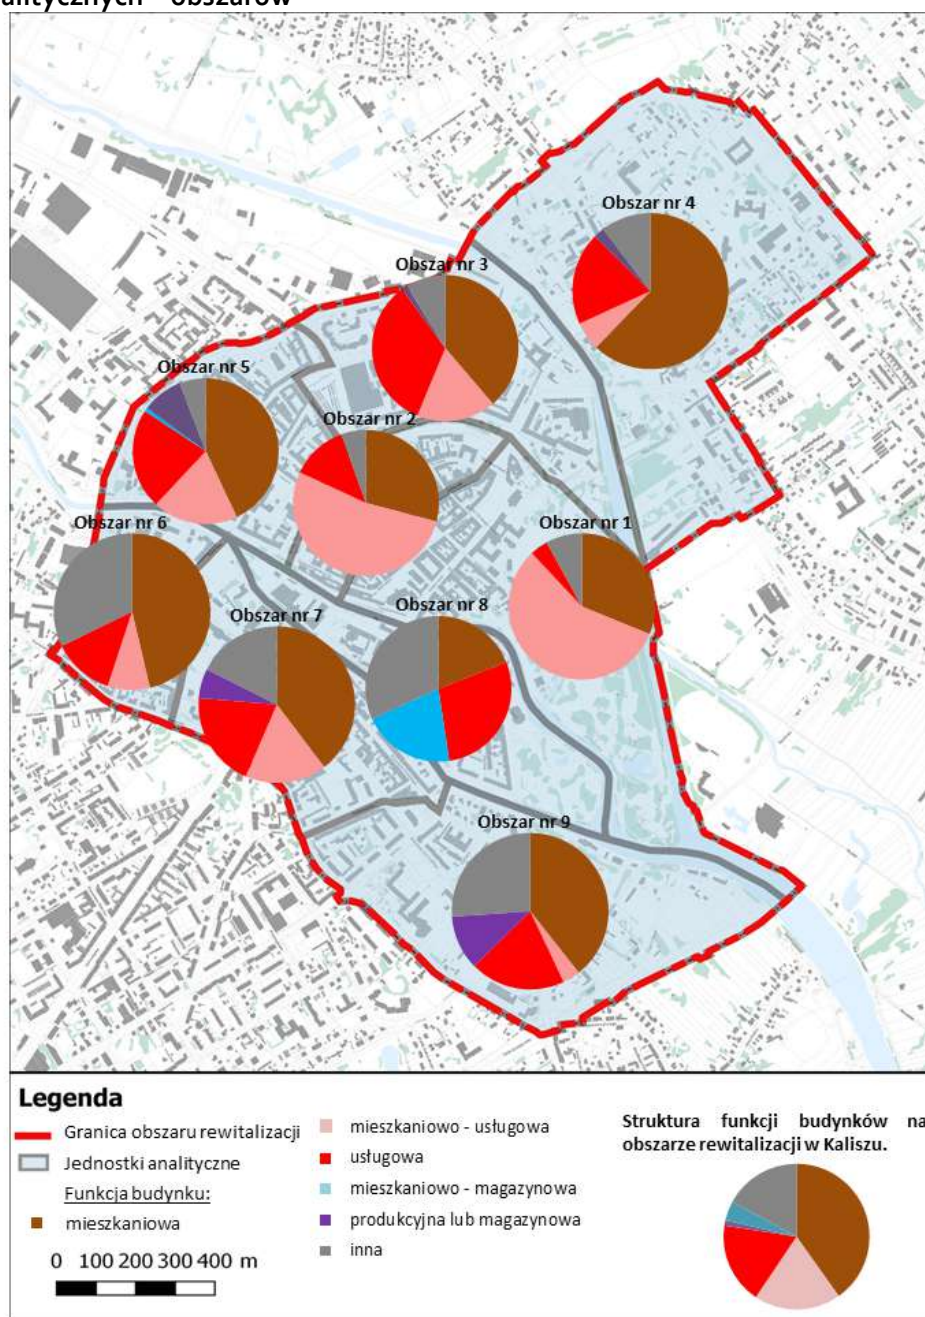 alitycznych obszarów
Obszar nr 4
Obszar nr 3
Obszar nr 5
Obszar nr 2
Obszar nr 6
Obszar nr 1
Obszar nr 7
Obszar nr 8
Obszar nr 9
Legenda
Granica obszaru rewitalizacji
Jednostki analityczne
Funkcja budynku:
mieszkaniowa
0 100 200 300 400 m
mieszkaniowo - usługowa
usługowa
mieszkaniowo - magazynowa
produkcyjna lub magazynowa
inna
Struktura funkcji budynków na
obszarze rewitalizacji w Kaliszu.